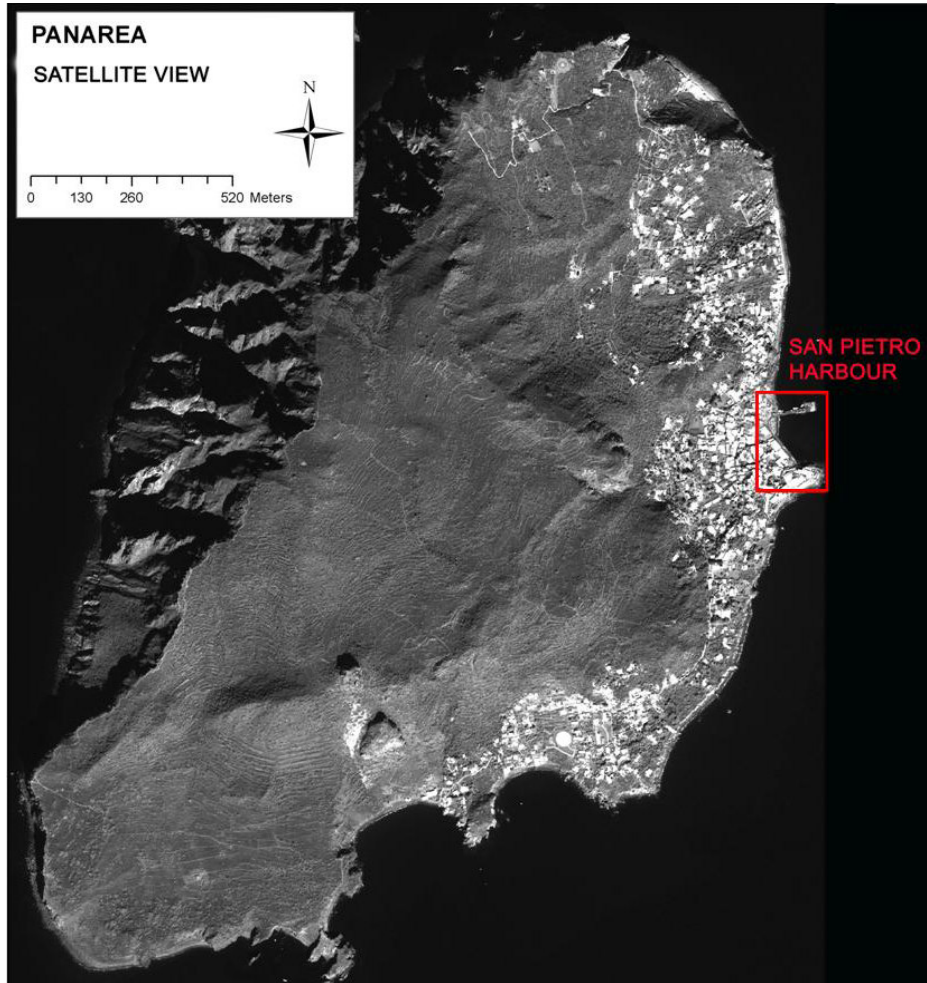 PANAREA
SATELLITE VIEW
N
0 130 260 520 Meters
SAN PIETRO
HARBOUR